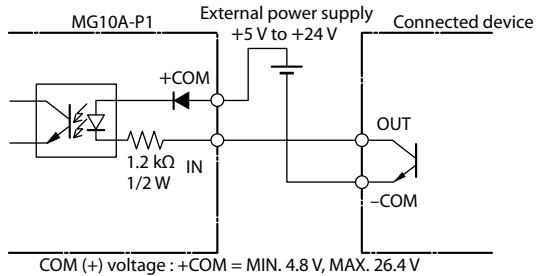 MG10A-P1
External power supply
+5 V to +24 V
Connected device
+COM
OUT
1.2 kΩ
1/2 W
IN
–COM
COM (+) voltage : +COM = MIN. 4.8 V, MAX. 26.4 V